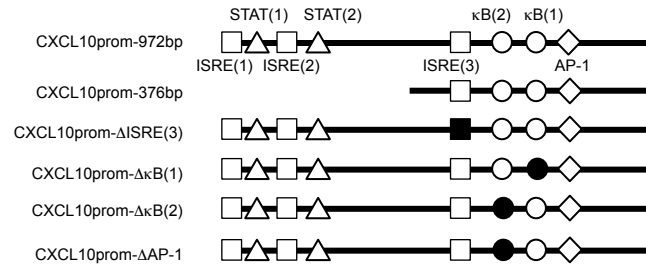 STAT(1) STAT(2) κB(2) κB(1)
CXCL10prom-972bp
ISRE(1) ISRE(2) ISRE(3) AP-1
CXCL10prom-376bp
CXCL10prom-ΔISRE(3)
CXCL10prom-ΔκB(1)
CXCL10prom-ΔκB(2)
CXCL10prom-ΔAP-1